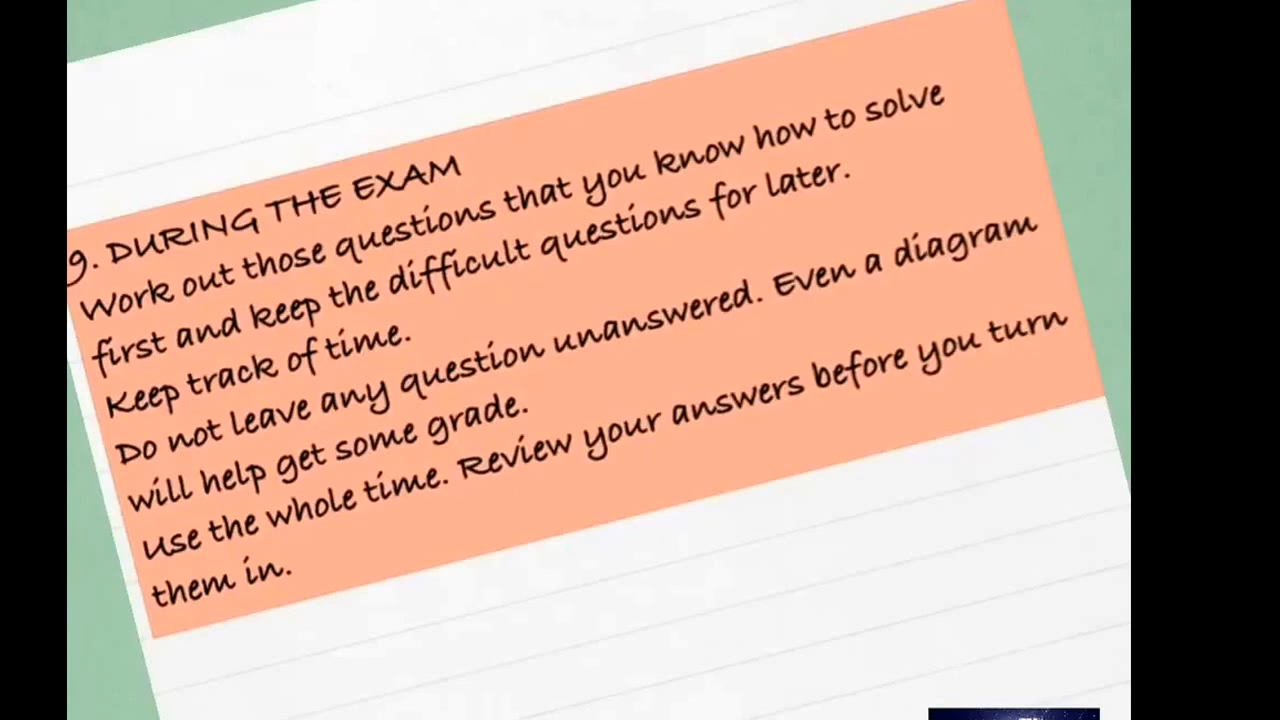 9. DURING THE EXAM
Work out those questions that you know how to solve
first and keep the difficult questions for later.
Keep track of time.
Do not leave any question unanswered. Even a diagram
will help get some grade.
Use the whole time. Review your answers before you turn
them in.